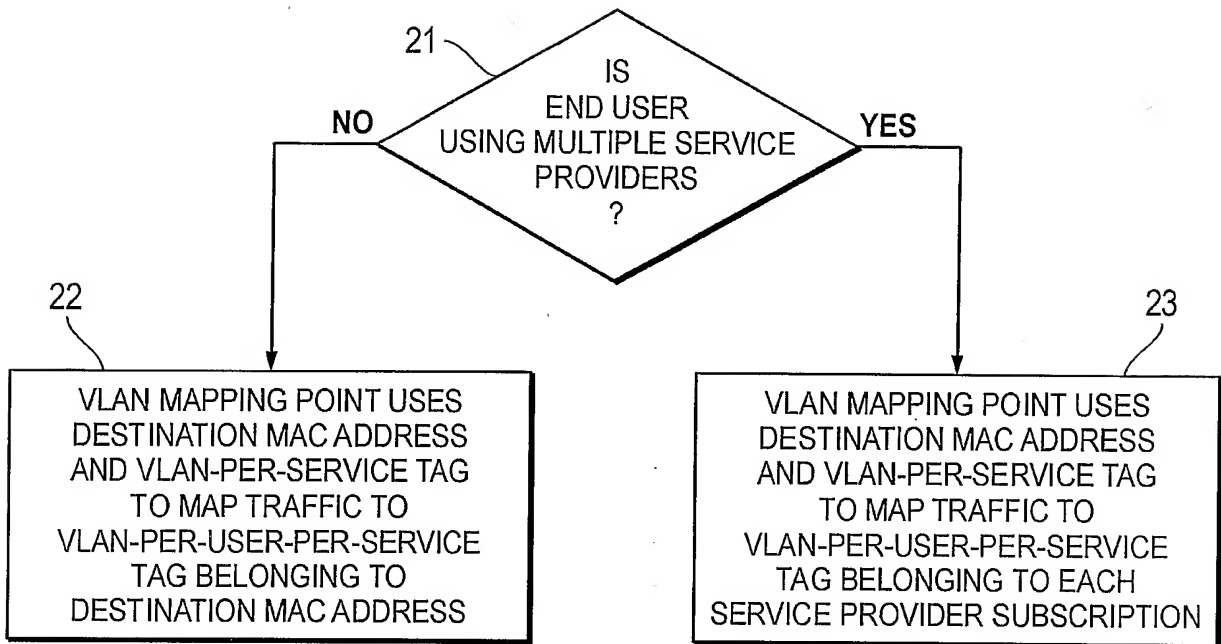 21
IS
END USER
USING MULTIPLE SERVICE
PROVIDERS
?
NO
YES
22
VLAN MAPPING POINT USES
DESTINATION MAC ADDRESS
AND VLAN-PER-SERVICE TAG
TO MAP TRAFFIC TO
VLAN-PER-USER-PER-SERVICE
TAG BELONGING TO
DESTINATION MAC ADDRESS
23
VLAN MAPPING POINT USES
DESTINATION MAC ADDRESS
AND VLAN-PER-SERVICE TAG
TO MAP TRAFFIC TO
VLAN-PER-USER-PER-SERVICE
TAG BELONGING TO EACH
SERVICE PROVIDER SUBSCRIPTION